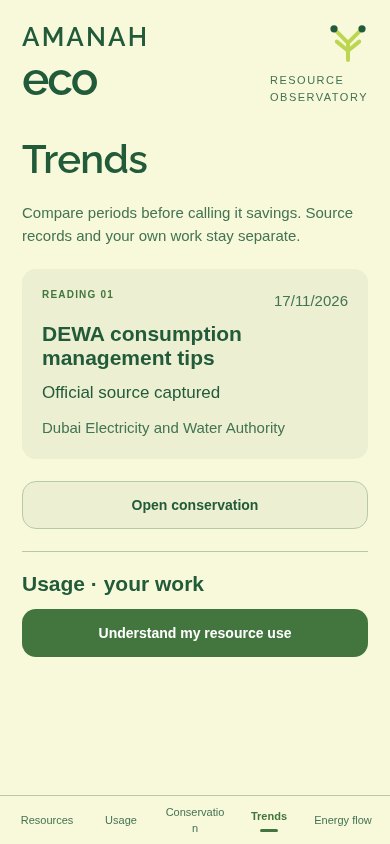 AMANAH
eco
RESOURCE
OBSERVATORY
Trends
Compare periods before calling it savings. Source
records and your own work stay separate.
READING 01
17/11/2026
DEWA consumption
management tips
Official source captured
Dubai Electricity and Water Authority
Open conservation
Usage · your work
Understand my resource use
Resources
Usage
Conservatio
n
Trends
Energy flow